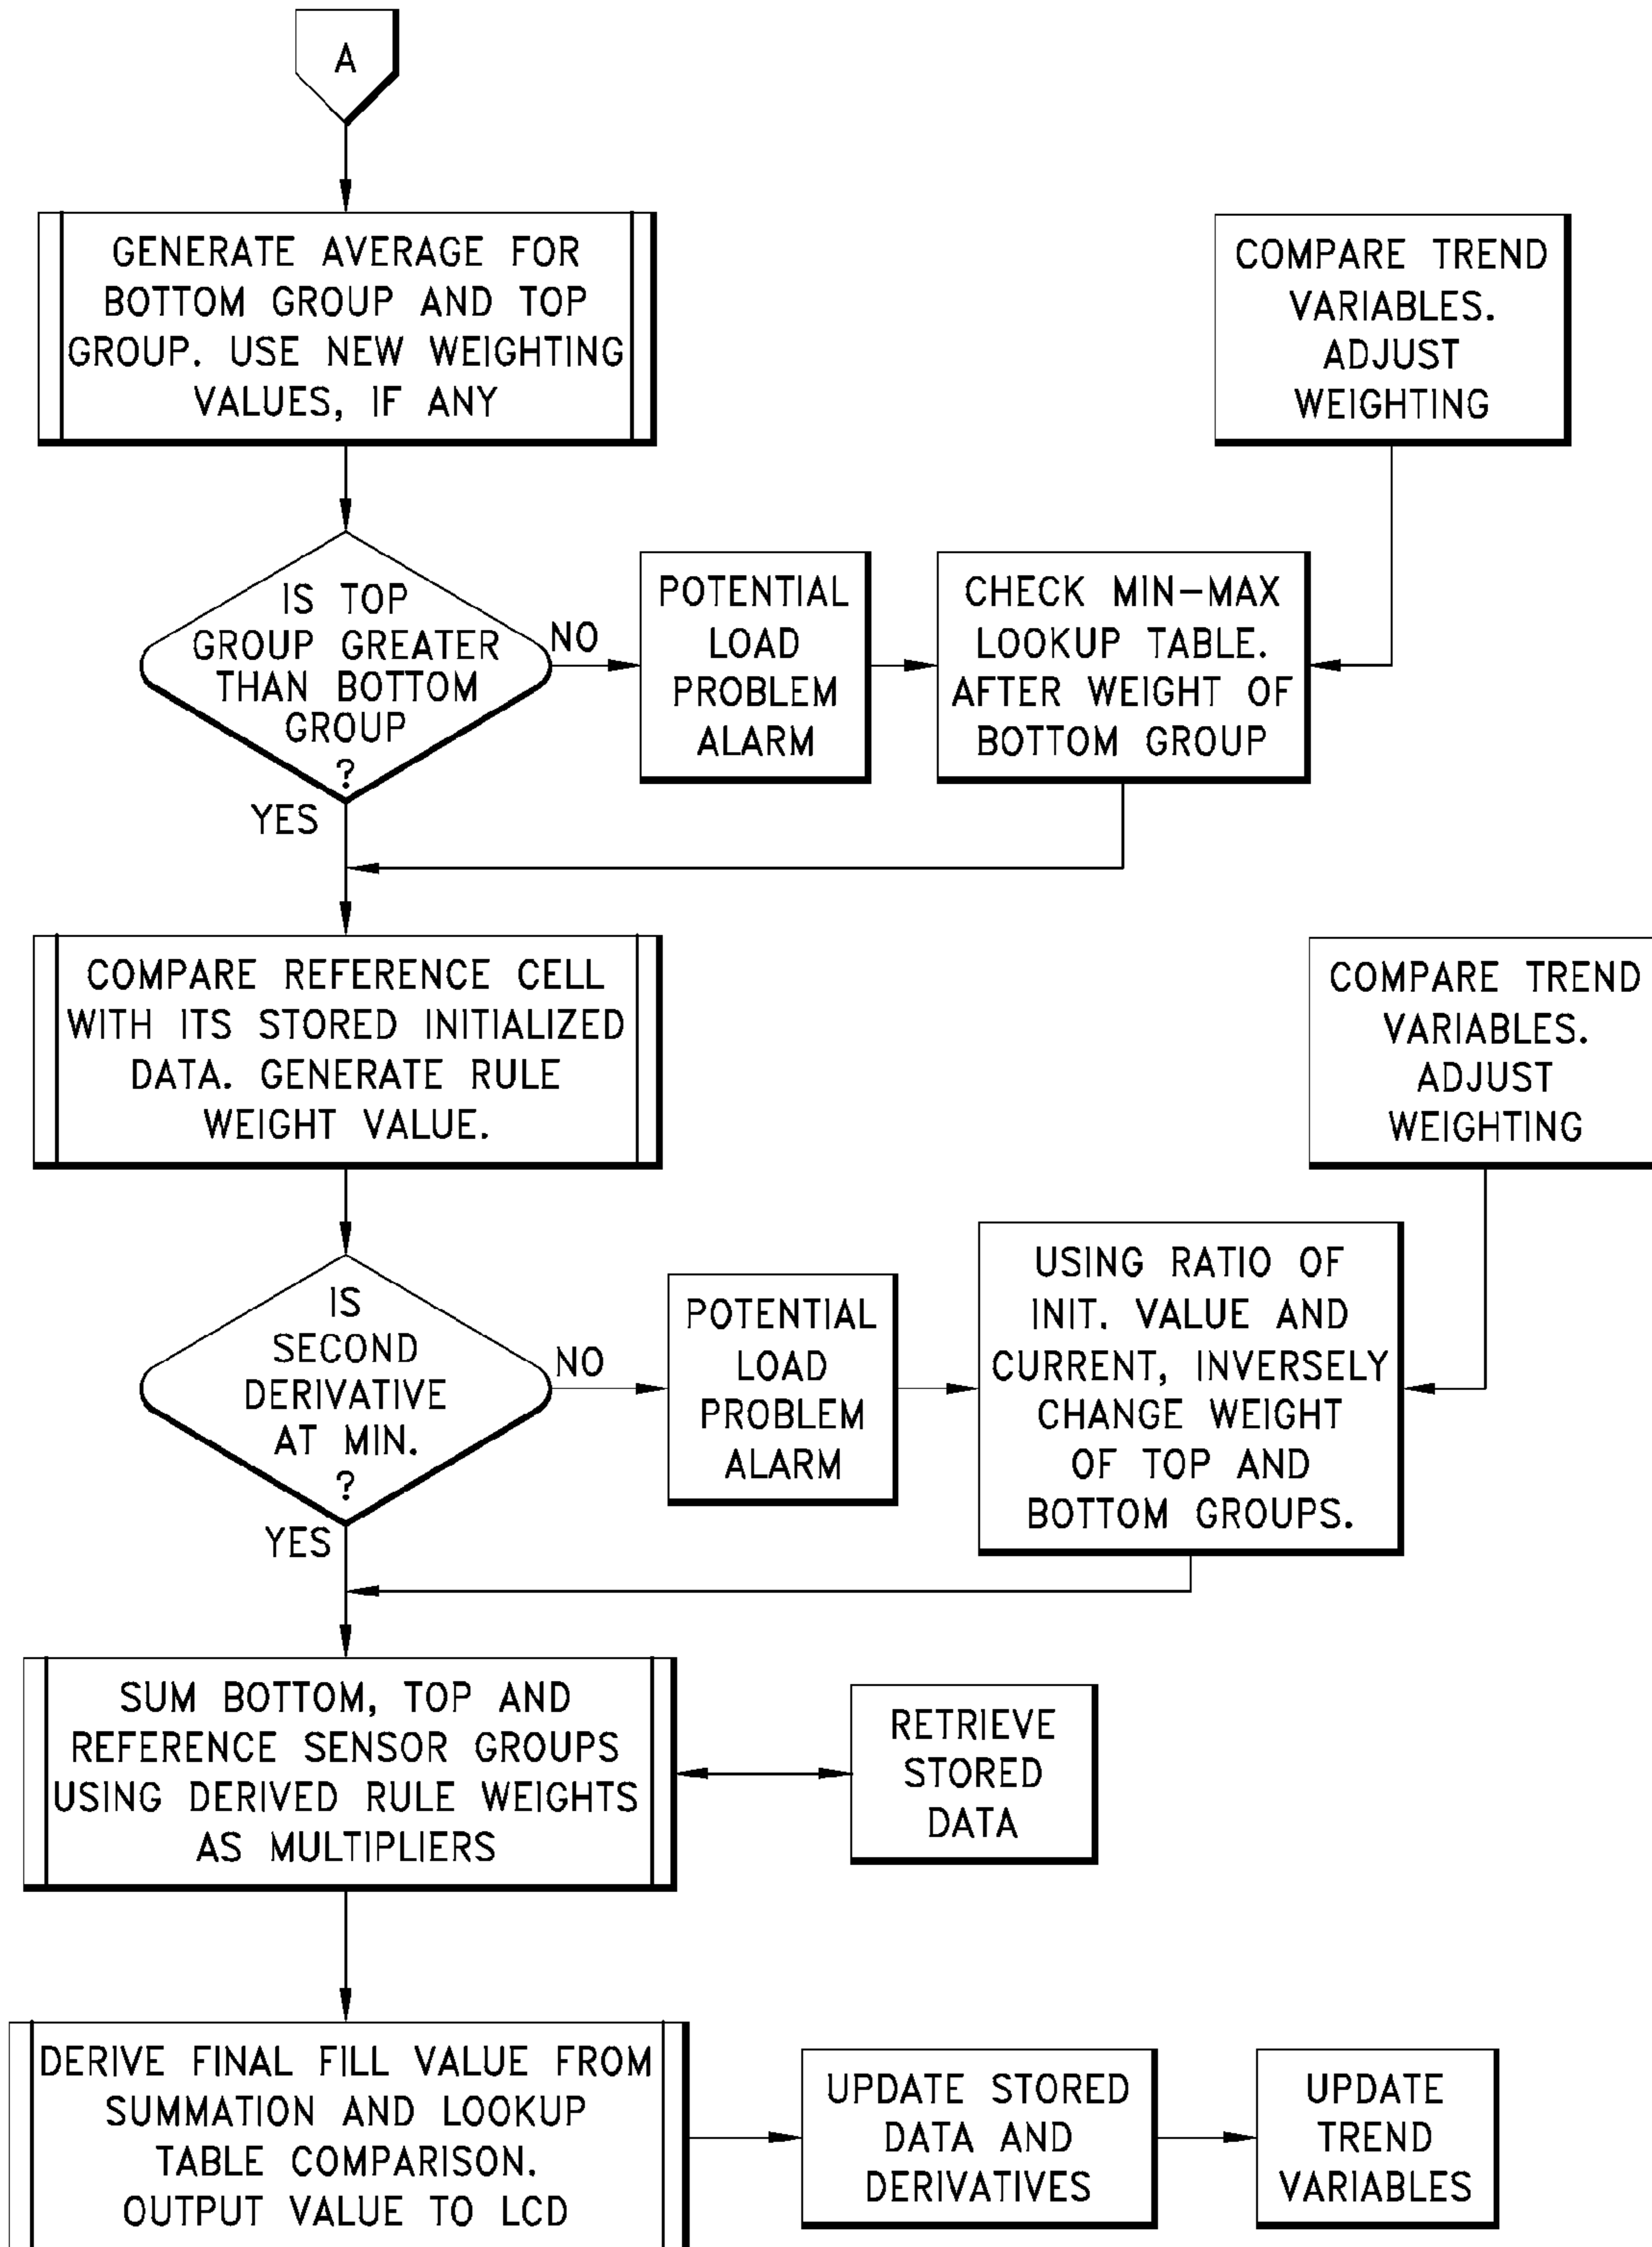 A
GENERATE AVERAGE FOR
BOTTOM GROUP AND TOP
GROUP. USE NEW WEIGHTING
VALUES, IF ANY
COMPARE TREND
VARIABLES.
ADJUST
WEIGHTING
IS TOP
GROUP GREATER
THAN BOTTOM
GROUP
?
NO
YES
POTENTIAL
LOAD
PROBLEM
ALARM
CHECK MIN-MAX
LOOKUP TABLE.
AFTER WEIGHT OF
BOTTOM GROUP
COMPARE REFERENCE CELL
WITH ITS STORED INITIALIZED
DATA. GENERATE RULE
WEIGHT VALUE.
COMPARE TREND
VARIABLES.
ADJUST
WEIGHTING
IS
SECOND
DERIVATIVE
AT MIN.
?
NO
YES
POTENTIAL
LOAD
PROBLEM
ALARM
USING RATIO OF
INIT. VALUE AND
CURRENT, INVERSELY
CHANGE WEIGHT
OF TOP AND
BOTTOM GROUPS.
SUM BOTTOM, TOP AND
REFERENCE SENSOR GROUPS
USING DERIVED RULE WEIGHTS
AS MULTIPLIERS
RETRIEVE
STORED
DATA
DERIVE FINAL FILL VALUE FROM
SUMMATION AND LOOKUP
TABLE COMPARISON.
OUTPUT VALUE TO LCD
UPDATE STORED
DATA AND
DERIVATIVES
UPDATE
TREND
VARIABLES